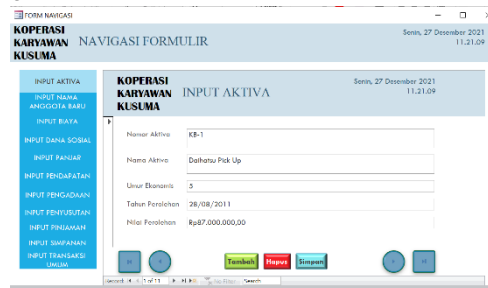 FORM NAVIGASI
KOPERASI
KARYAWAN
KUSUMA
NAVIGASI FORMULIR
Senin, 27 Desember 2021
11.21.09
INPUT AKTIVA
INPUT NAMA
ANGGOTA BARU
INPUT BIAYA
INPUT DANA SOSIAL
INPUT PANJAR
INPUT PENDAPATAN
INPUT PENGADAAN
INPUT PENYUSUTAN
INPUT PINJAMAN
INPUT SIMPANAN
INPUT TRANSAKSI
UMUM
KOPERASI
KARYAWAN
KUSUMA
INPUT AKTIVA
Senin, 27 Desember 2021
11.21.09
Nomor Aktiva KB-1
Nama Aktiva Daihatsu Pick Up
Umur Ekonomis 5
Tahun Perolehan 28/08/2011
Nilai Perolehan Rp87.000.000,00
Tambah Hapus Simpan
Record: 1 of 11 No Filter Search